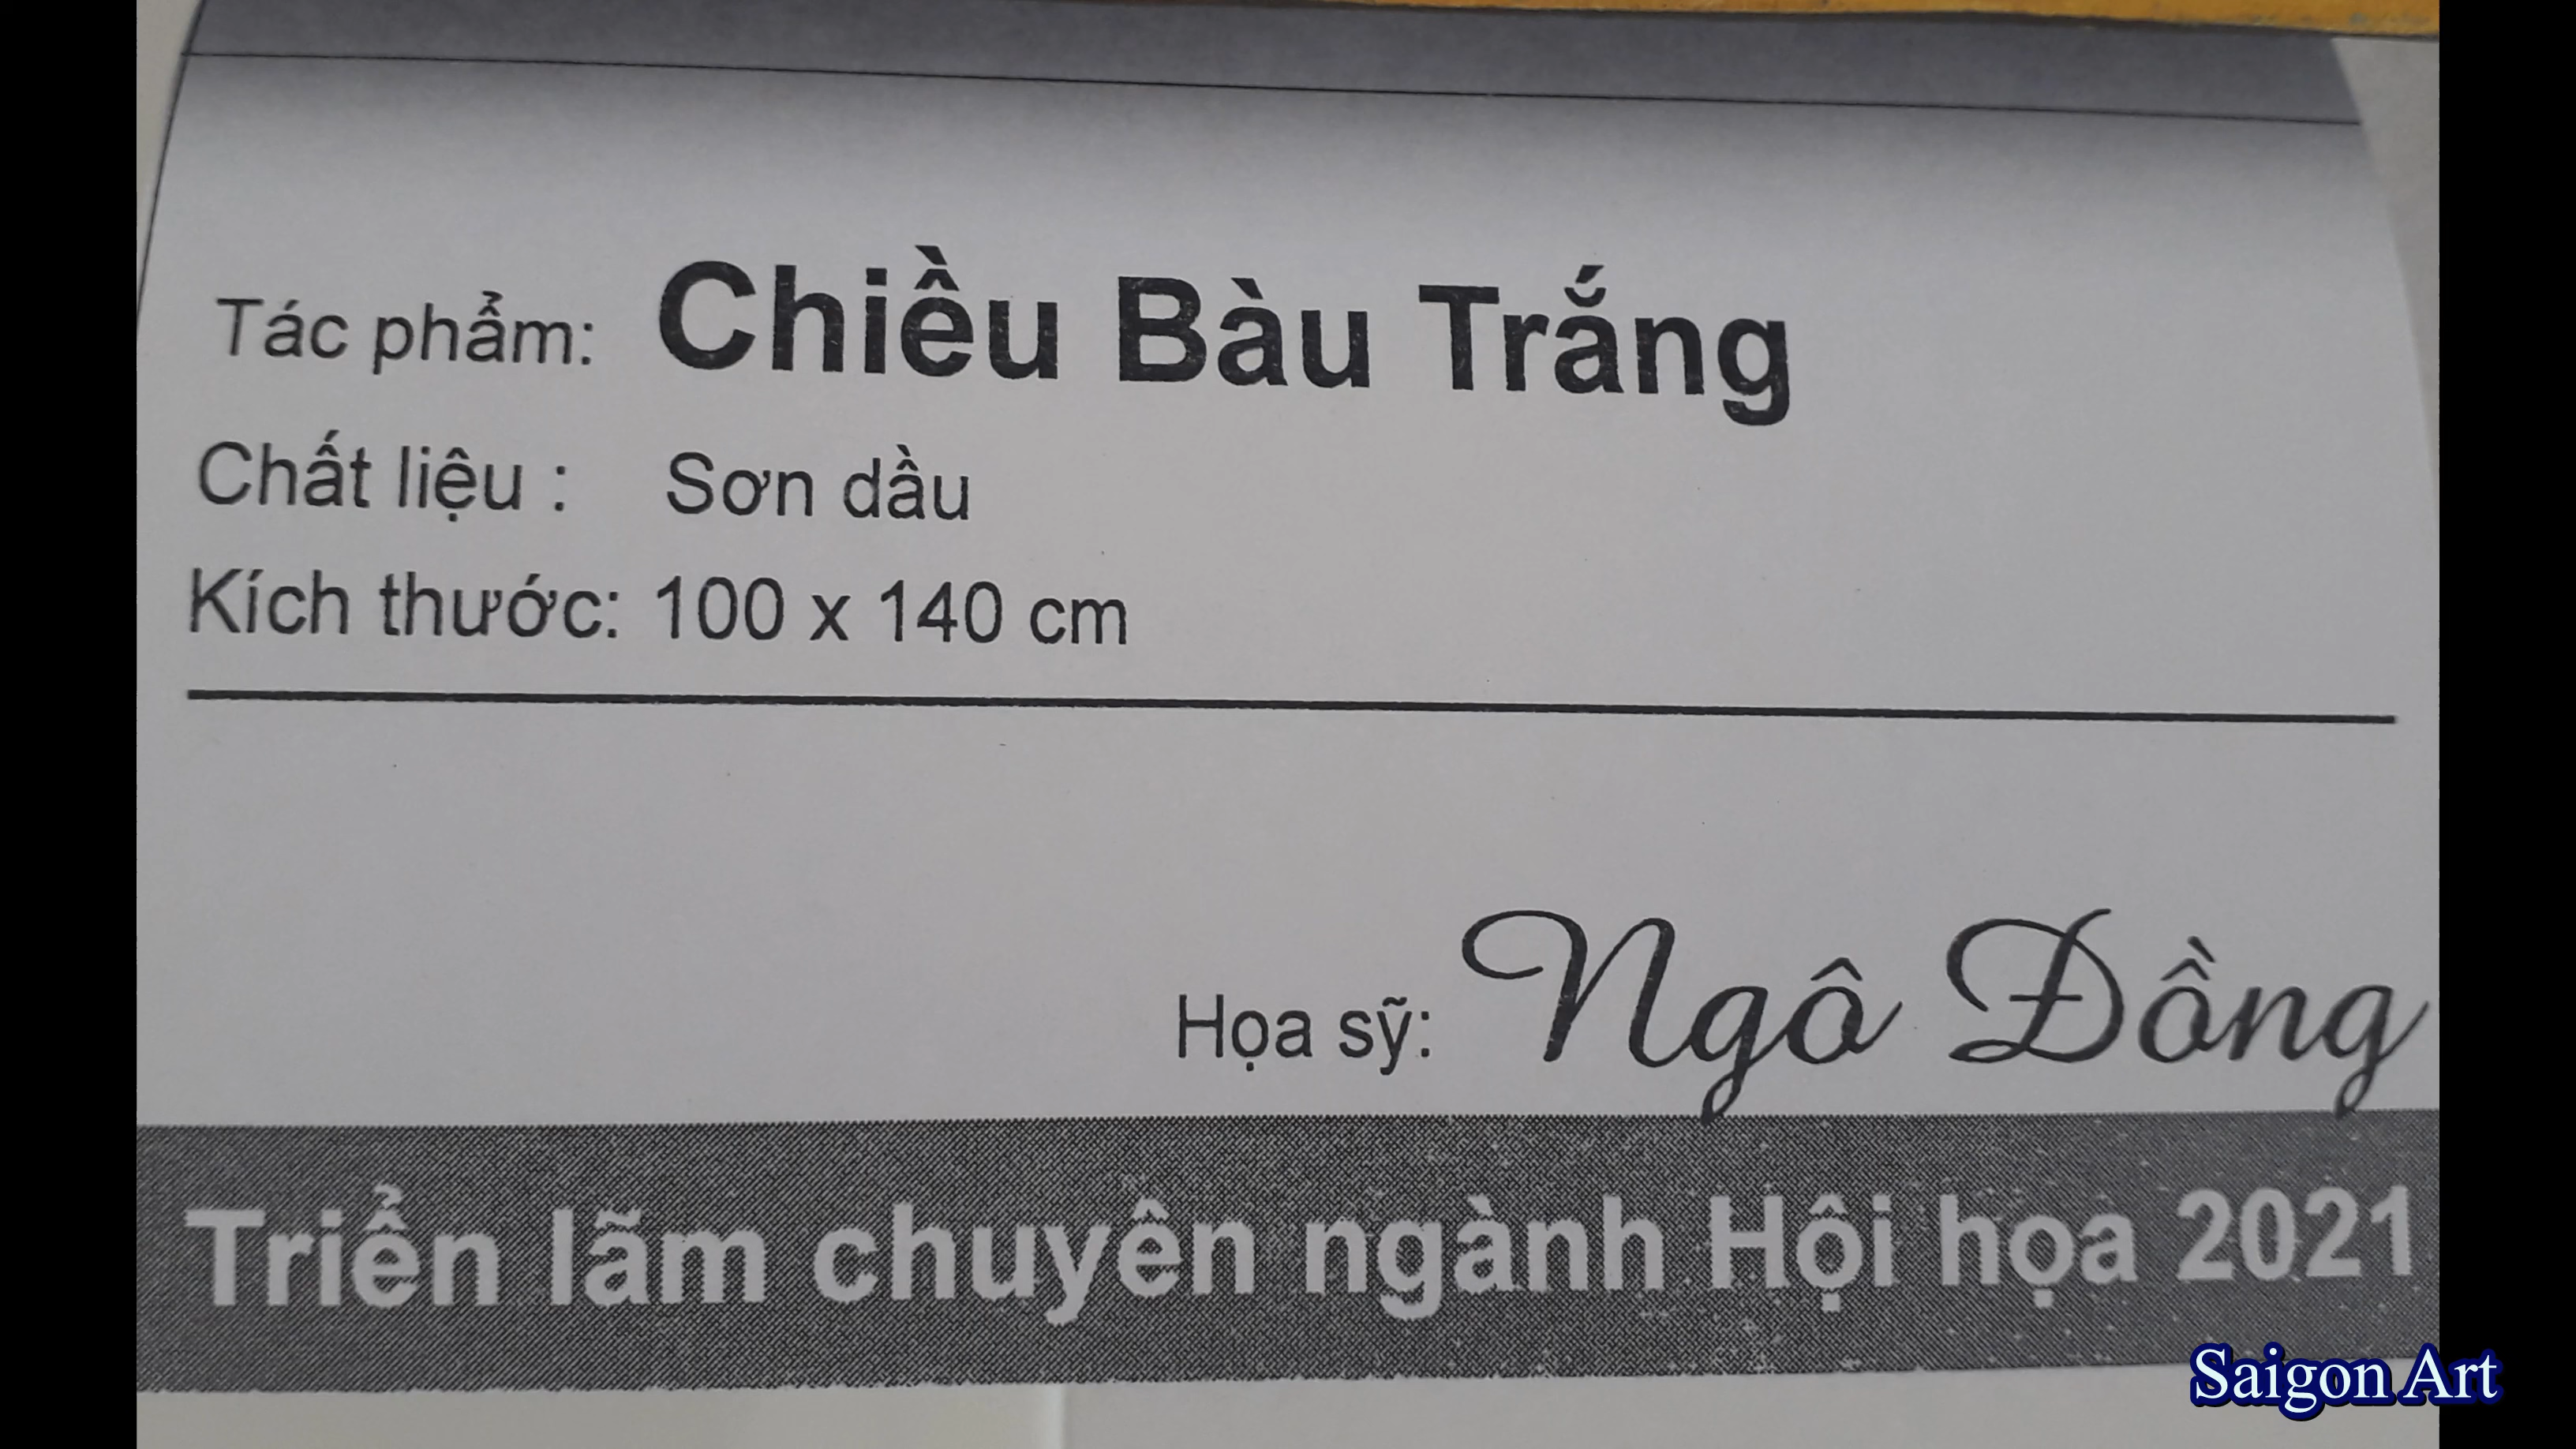 Tác phẩm: Chiều Bàu Trắng
Chất liệu : Sơn dầu
Kích thước: 100 x 140 cm
Họa sỹ: Ngô Đồng
Triển lãm chuyên ngành Hội họa 2021
Saigon Art